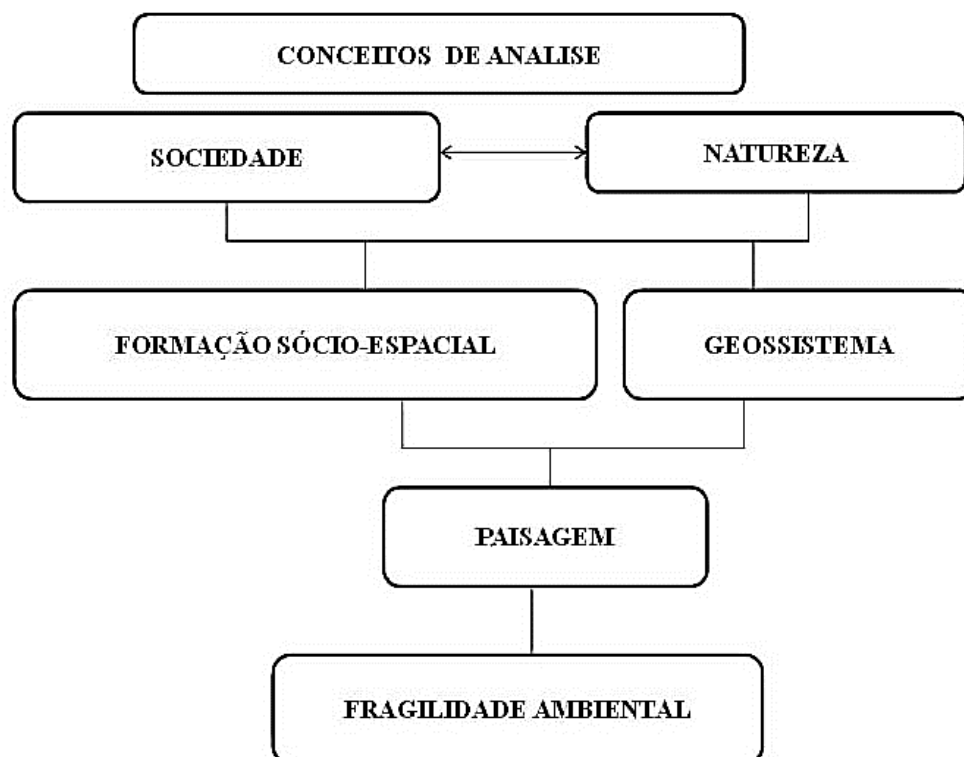 CONCEITOS DE ANALISE
SOCIEDADE
NATUREZA
FORMAÇÃO SÓCIO-ESPACIAL
GEOSSISTEMA
PAISAGEM
FRAGILIDADE AMBIENTAL